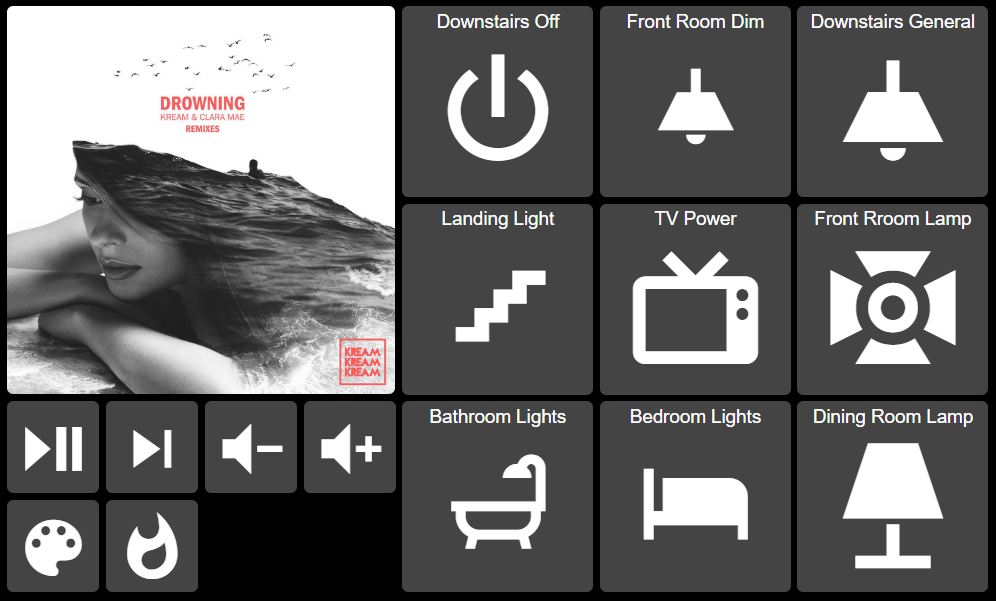 DROWNING
KREAM & CLARA MAE
REMIXES
KREAM
KREAM
KREAM
Downstairs Off
Front Room Dim
Downstairs General
Landing Light
TV Power
Front Rroom Lamp
Bathroom Lights
Bedroom Lights
Dining Room Lamp